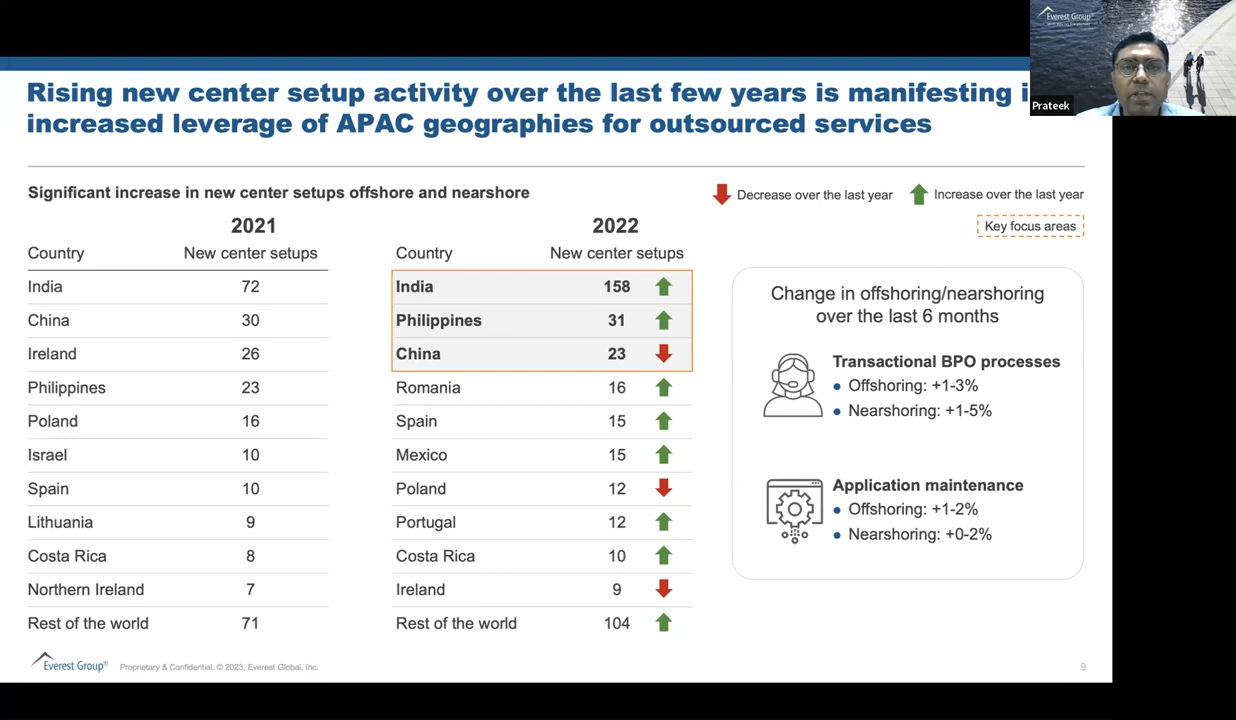 Everest Group®
Prateek
Rising new center setup activity over the last few years is manifesting
increased leverage of APAC geographies for outsourced services
Significant increase in new center setups offshore and nearshore
Decrease over the last year
Increase over the last year
Key focus areas
2021
Country New center setups
India 72
China 30
Ireland 26
Philippines 23
Poland 16
Israel 10
Spain 10
Lithuania 9
Costa Rica 8
Northern Ireland 7
Rest of the world 71
2022
Country New center setups
India 158
Philippines 31
China 23
Romania 16
Spain 15
Mexico 15
Poland 12
Portugal 12
Costa Rica 10
Ireland 9
Rest of the world 104
Change in offshoring/nearshoring
over the last 6 months
Transactional BPO processes
• Offshoring: +1-3%
• Nearshoring: +1-5%
Application maintenance
• Offshoring: +1-2%
• Nearshoring: +0-2%
Everest Group®
Proprietary & Confidential. © 2023, Everest Global, Inc.
9